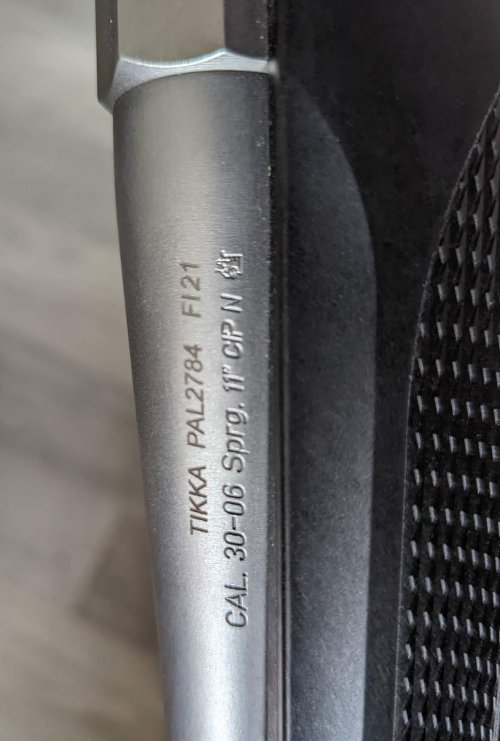 TIKKA PAL2784 FI21
CAL. 30-06 Sprg. 11" CIP N